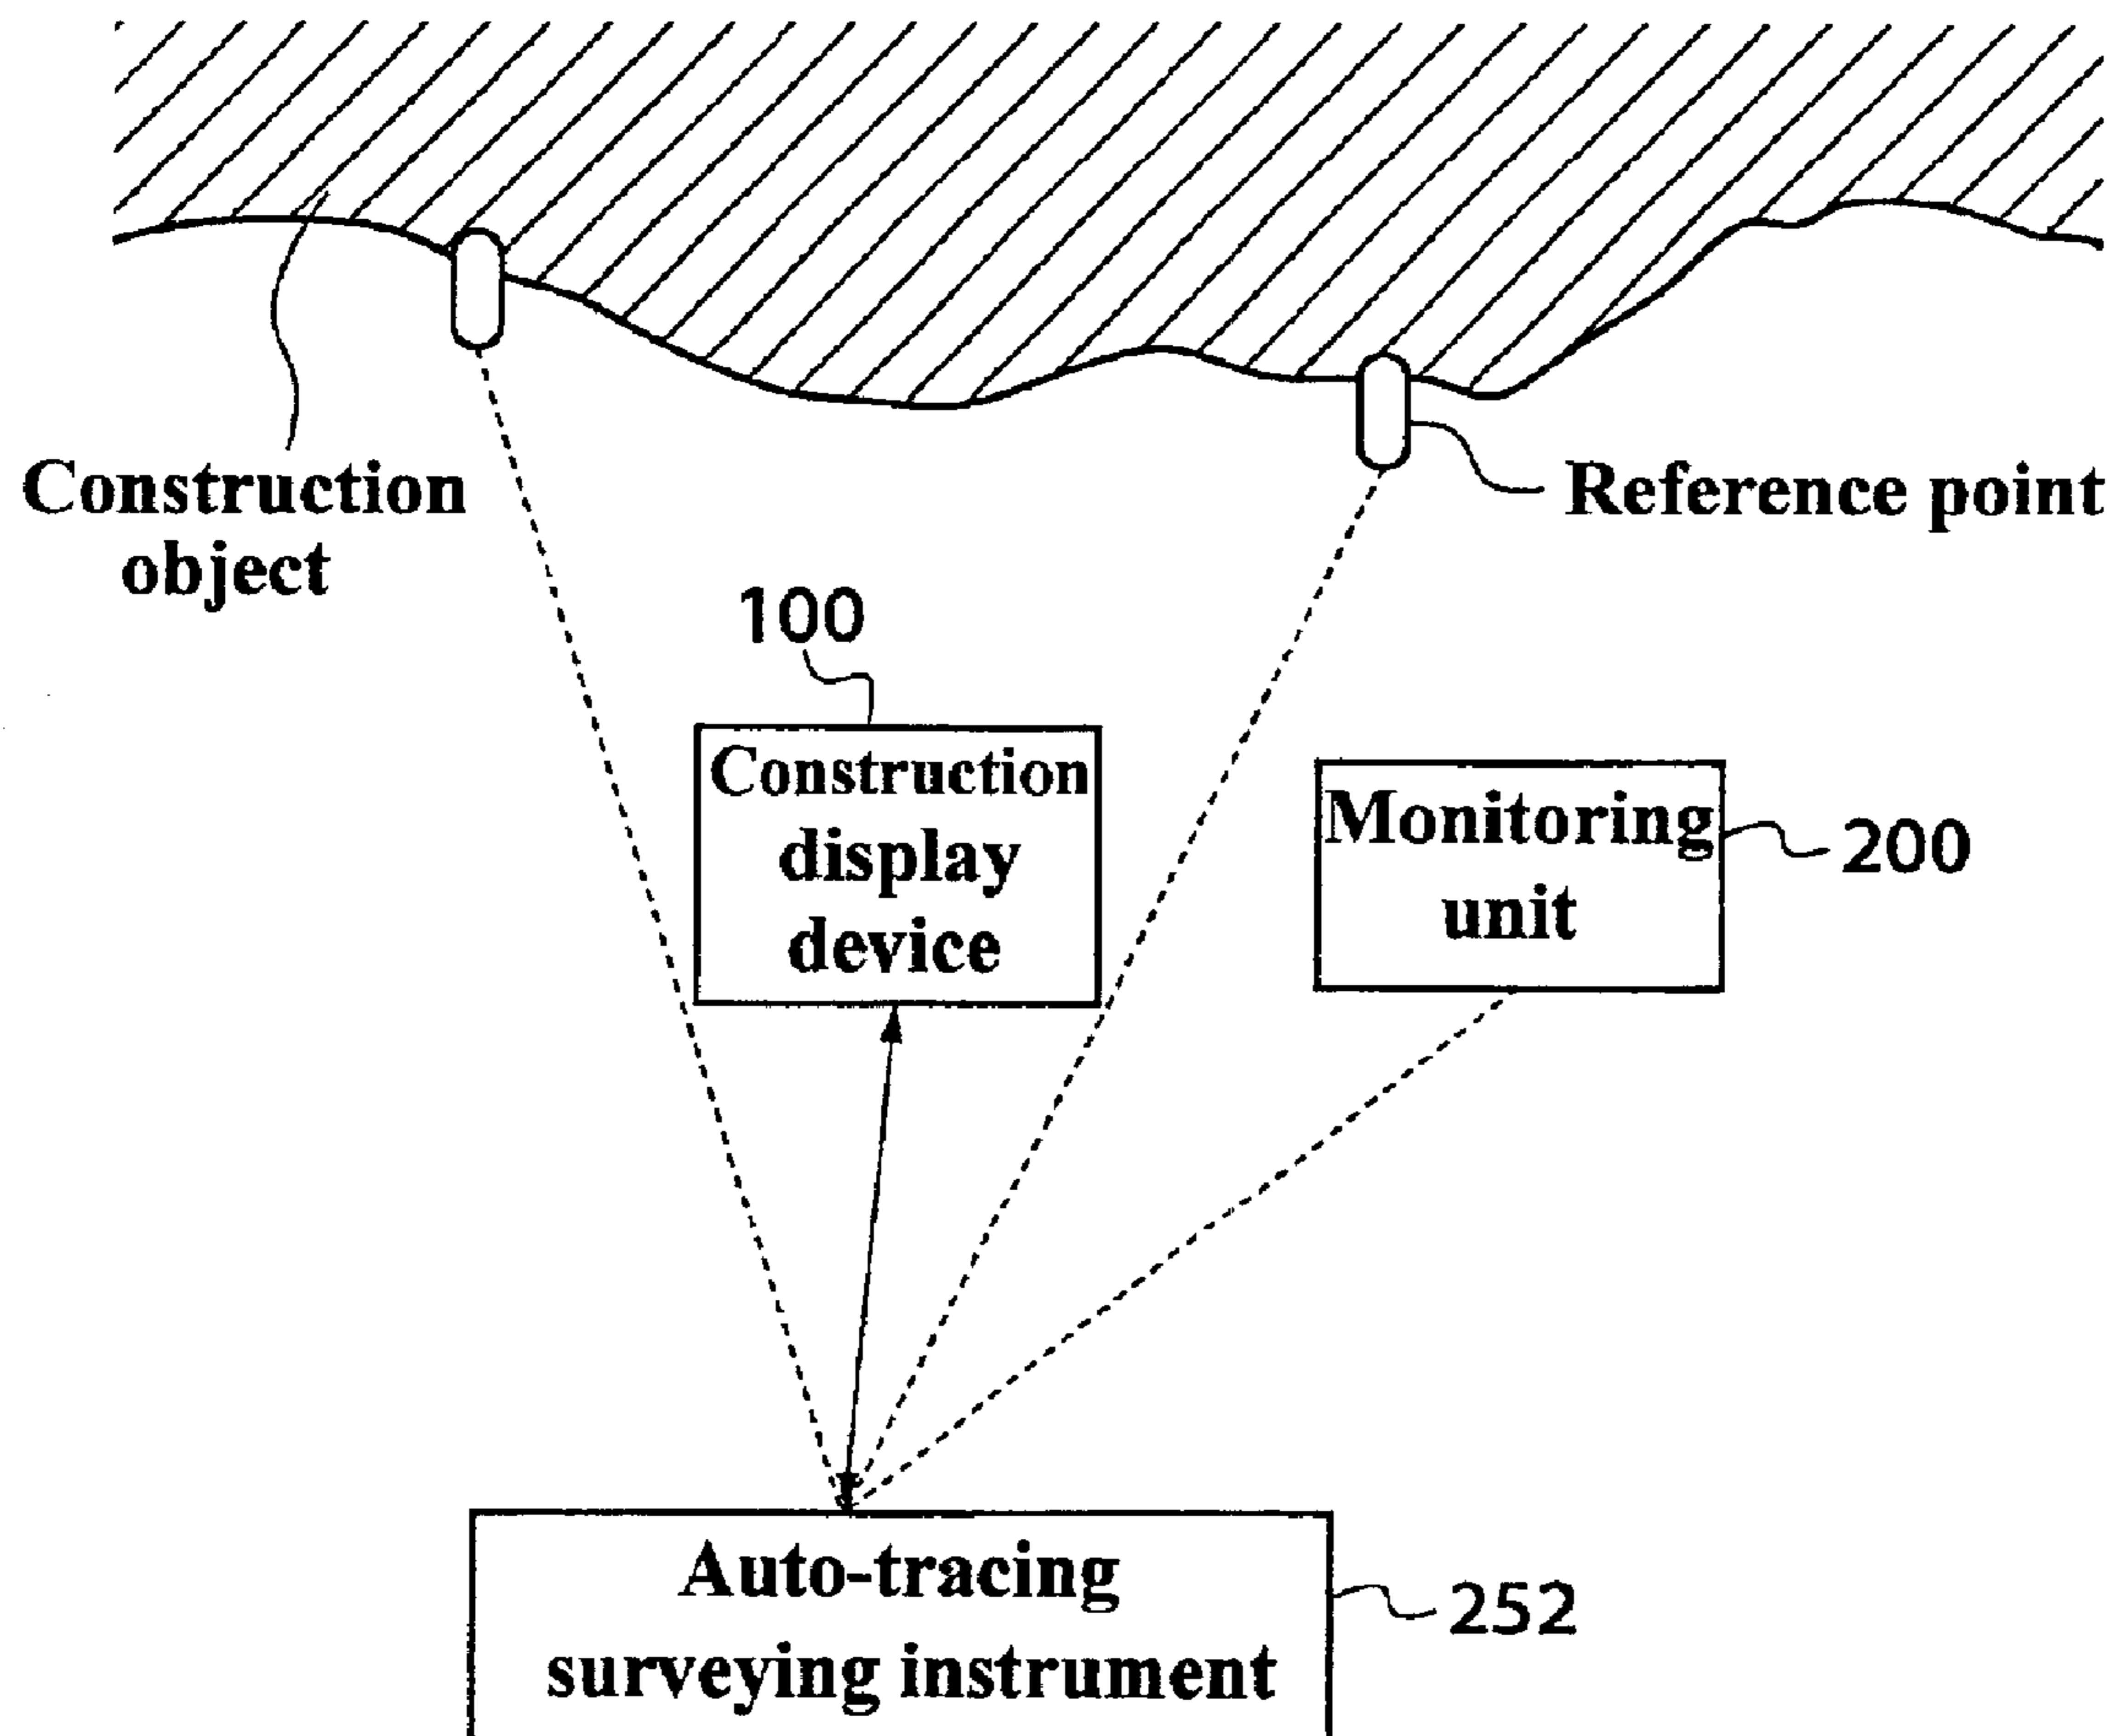 Construction
object
Reference point
100
Construction
display
device
Monitoring
unit
200
Auto-tracing
surveying instrument
252